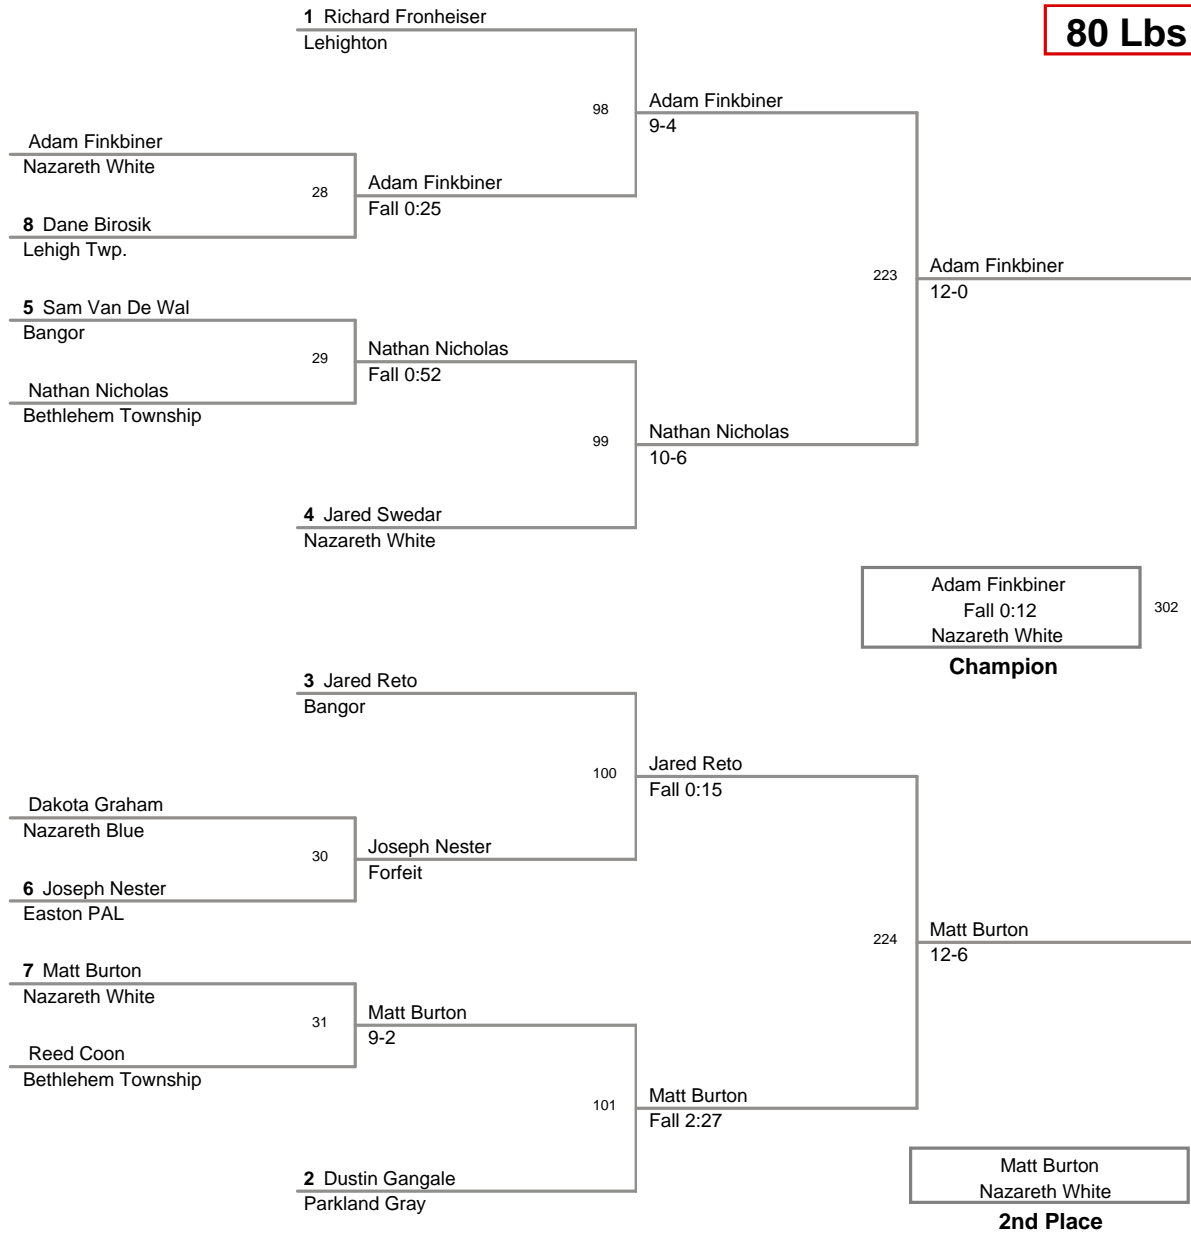 1 Richard Fronheiser
Lehighton
80 Lbs
98
Adam Finkbiner
9-4
Adam Finkbiner
Nazareth White
28
Adam Finkbiner
Fall 0:25
8 Dane Birosik
Lehigh Twp.
223
Adam Finkbiner
12-0
5 Sam Van De Wal
Bangor
29
Nathan Nicholas
Fall 0:52
Nathan Nicholas
Bethlehem Township
99
Nathan Nicholas
10-6
4 Jared Swedar
Nazareth White
Adam Finkbiner
Fall 0:12
Nazareth White
302
Champion
3 Jared Reto
Bangor
100
Jared Reto
Fall 0:15
Dakota Graham
Nazareth Blue
30
Joseph Nester
Forfeit
6 Joseph Nester
Easton PAL
224
Matt Burton
12-6
7 Matt Burton
Nazareth White
31
Matt Burton
9-2
Reed Coon
Bethlehem Township
101
Matt Burton
Fall 2:27
2 Dustin Gangale
Parkland Gray
Matt Burton
Nazareth White
2nd Place